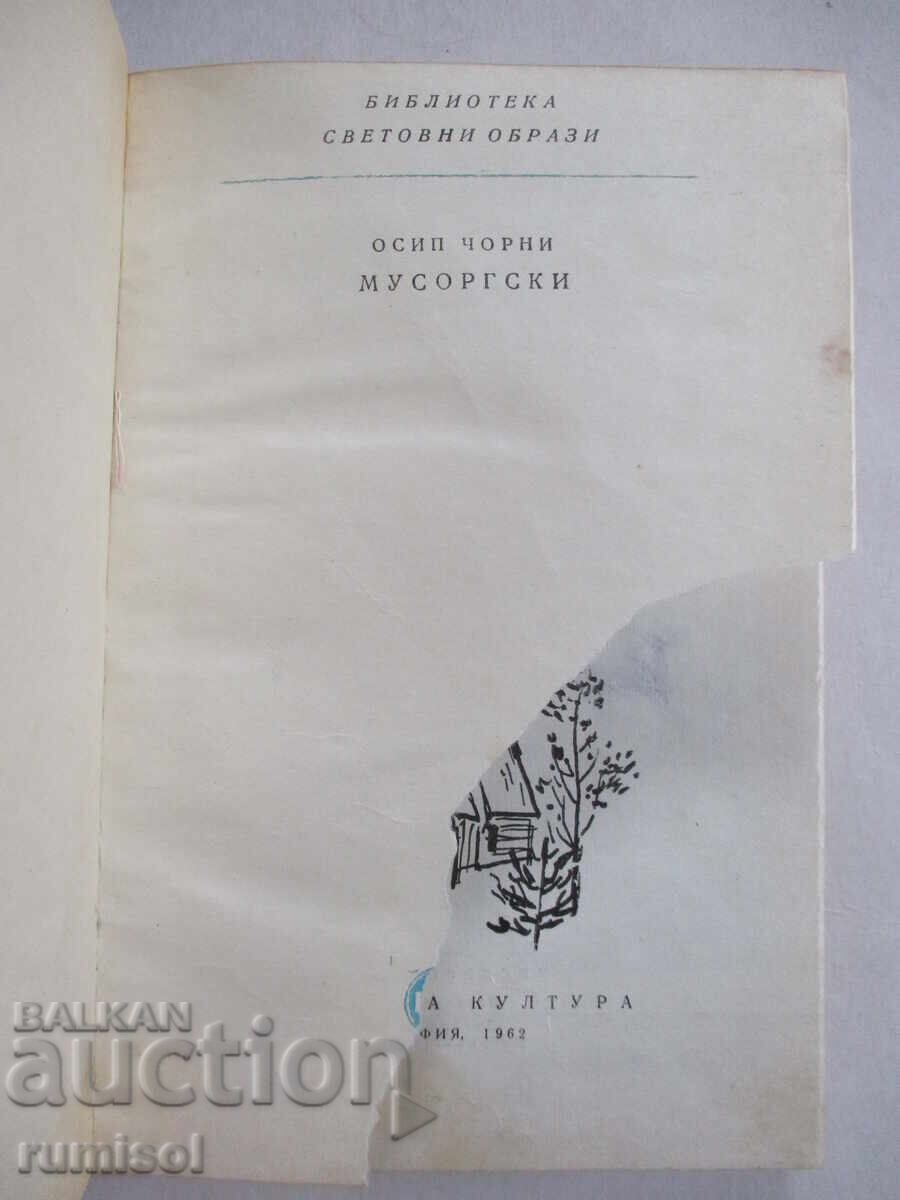 БИБЛИОТЕКА
СВЕТОВНИ ОБРАЗИ
ОСИП ЧОРНИ
МУСОРГСКИ
А КУЛТУРА
ФИЯ, 1962
BALKAN
auction
rumisol